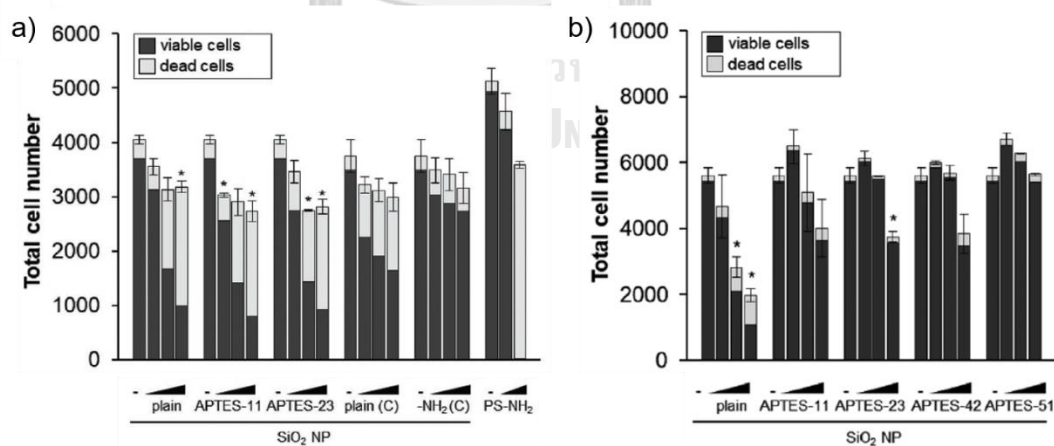 a)
6000
5000
4000
3000
2000
1000
0
Total cell number
viable cells
dead cells
*
*
*
*
*
- plain
- APTES-11
- APTES-23
- plain (C)
- -NH₂ (C)
- PS-NH₂
SiO₂ NP
b)
10000
8000
6000
4000
2000
0
Total cell number
viable cells
dead cells
*
*
*
- plain
- APTES-11
- APTES-23
- APTES-42
- APTES-51
SiO₂ NP